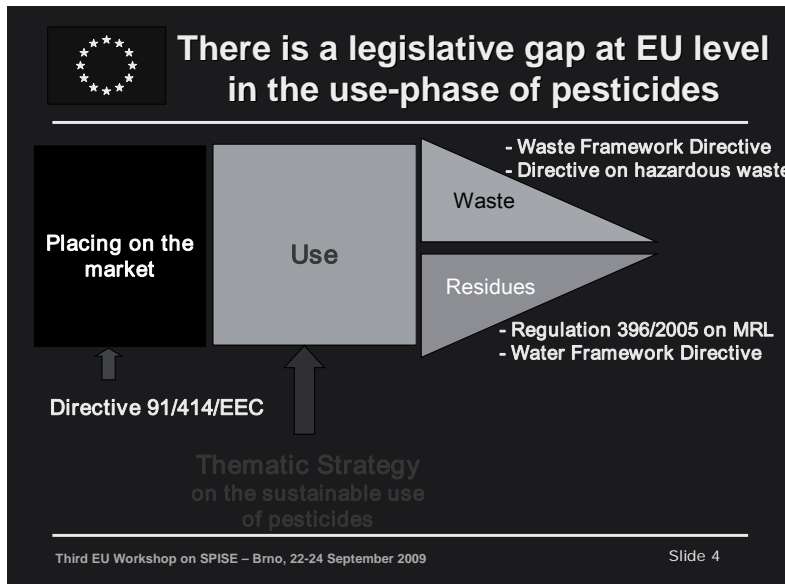 There is a legislative gap at EU level
in the use-phase of pesticides
- Waste Framework Directive
- Directive on hazardous waste
Waste
Placing on the
market
Use
Residues
- Regulation 396/2005 on MRL
- Water Framework Directive
Directive 91/414/EEC
Thematic Strategy
on the sustainable use
of pesticides
Third EU Workshop on SPISE – Brno, 22-24 September 2009
Slide 4